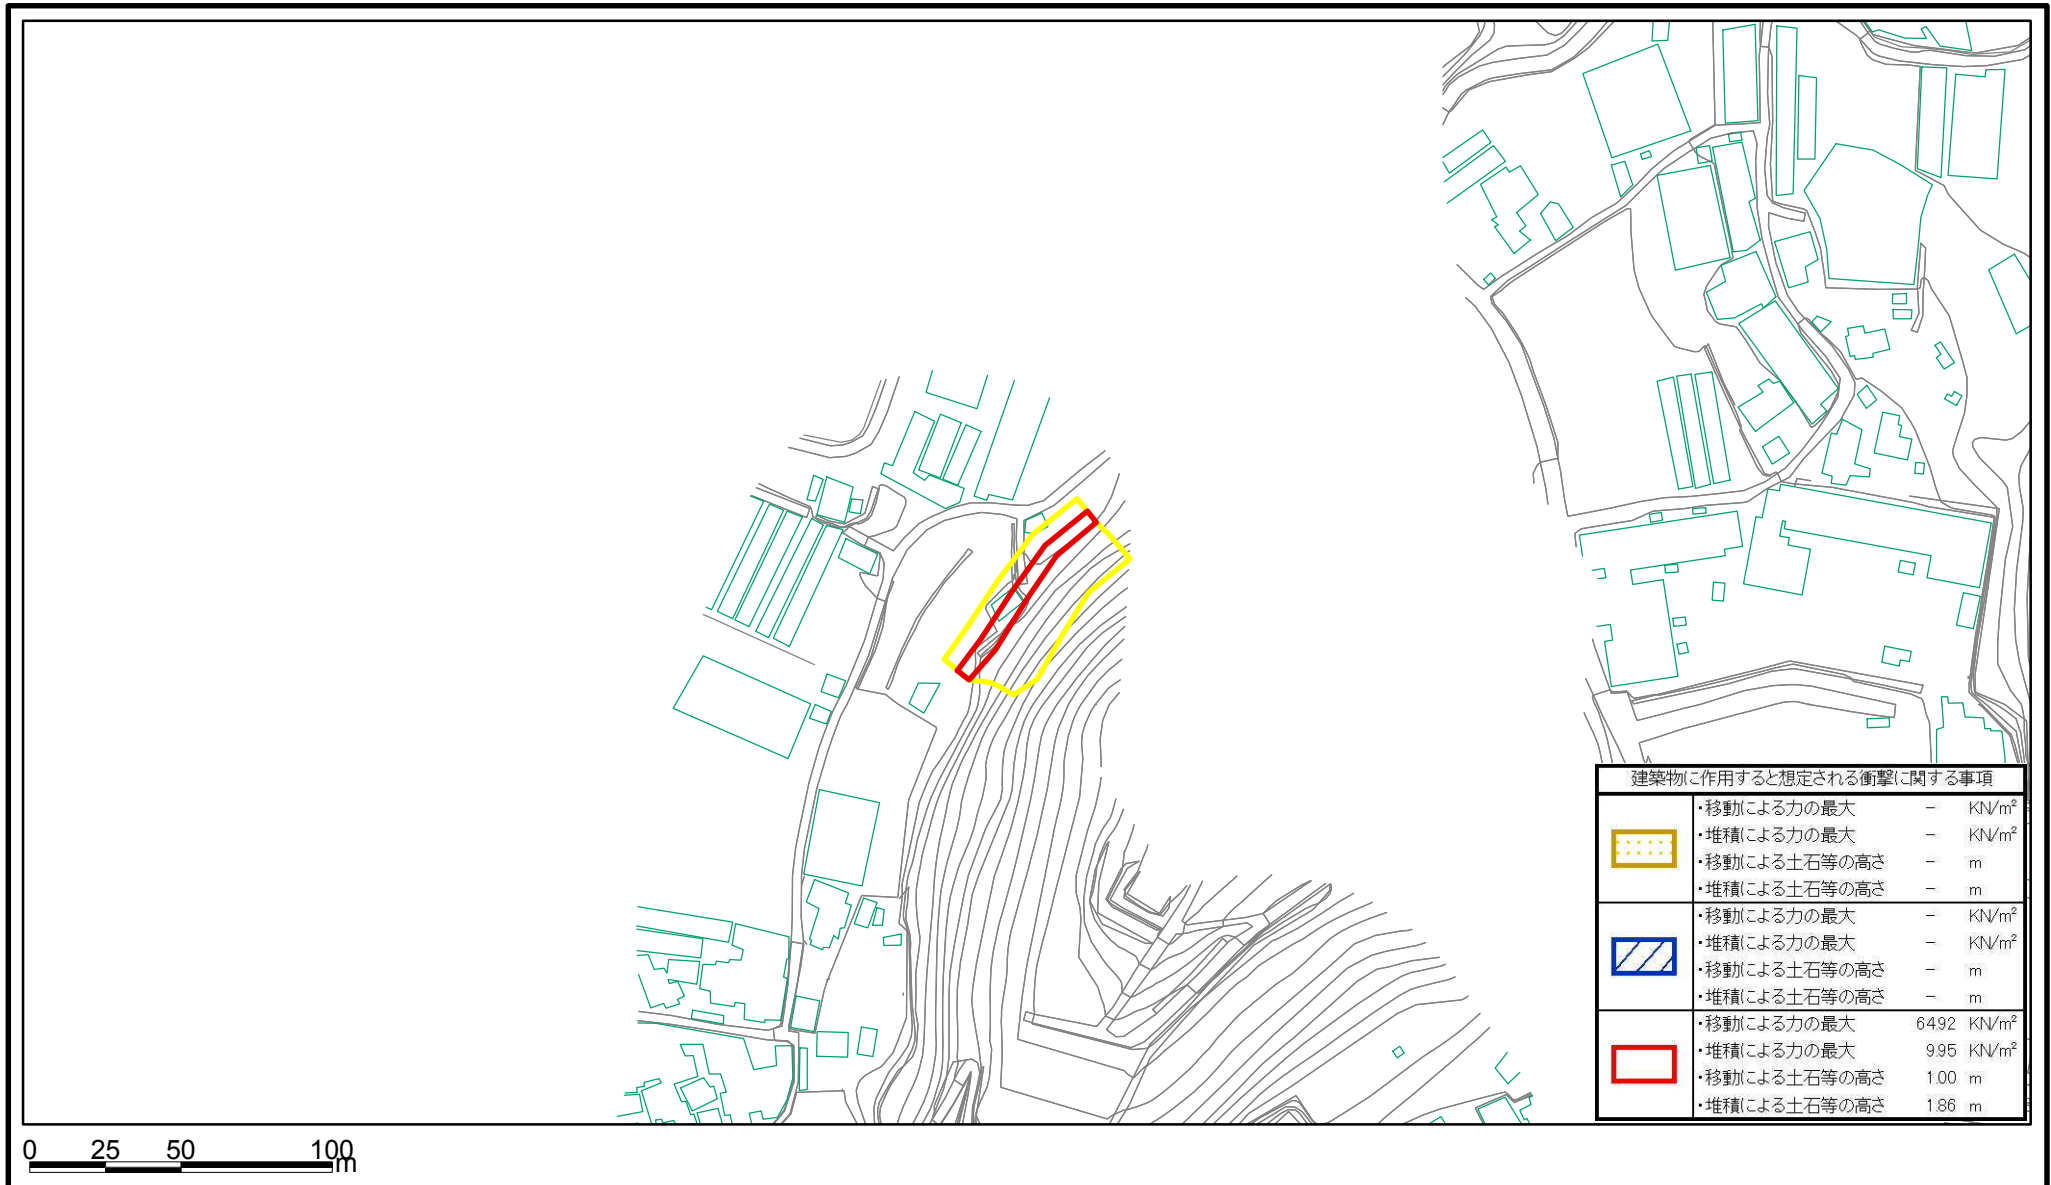 建築物に作用すると想定される衝撃に関する事項
・移動による力の最大 - KN/m²
・堆積による力の最大 - KN/m²
・移動による土石等の高さ - m
・堆積による土石等の高さ - m
・移動による力の最大 - KN/m²
・堆積による力の最大 - KN/m²
・移動による土石等の高さ - m
・堆積による土石等の高さ - m
・移動による力の最大 64.92 KN/m²
・堆積による力の最大 9.95 KN/m²
・移動による土石等の高さ 1.00 m
・堆積による土石等の高さ 1.86 m
0 25 50 100m